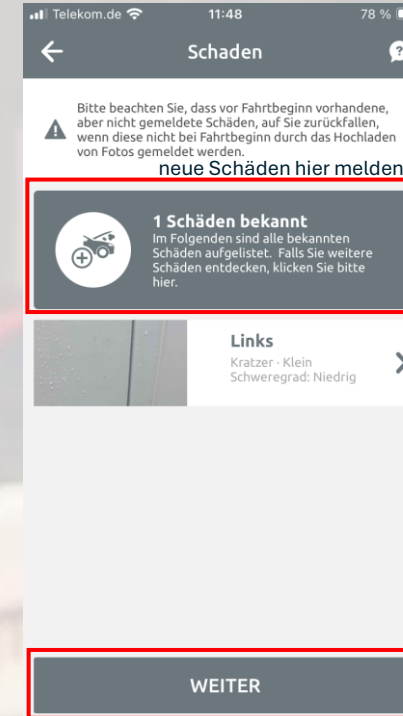 Telekom.de 11:48 78 %
Schaden ?
Bitte beachten Sie, dass vor Fahrtbeginn vorhandene,
aber nicht gemeldete Schäden, auf Sie zurückfallen,
wenn diese nicht bei Fahrtbeginn durch das Hochladen
von Fotos gemeldet werden.
neue Schäden hier melden
1 Schäden bekannt
Im Folgenden sind alle bekannten
Schäden aufgelistet. Falls Sie weitere
Schäden entdecken, klicken Sie bitte
hier.
Links
Kratzer · Klein
Schweregrad: Niedrig
WEITER